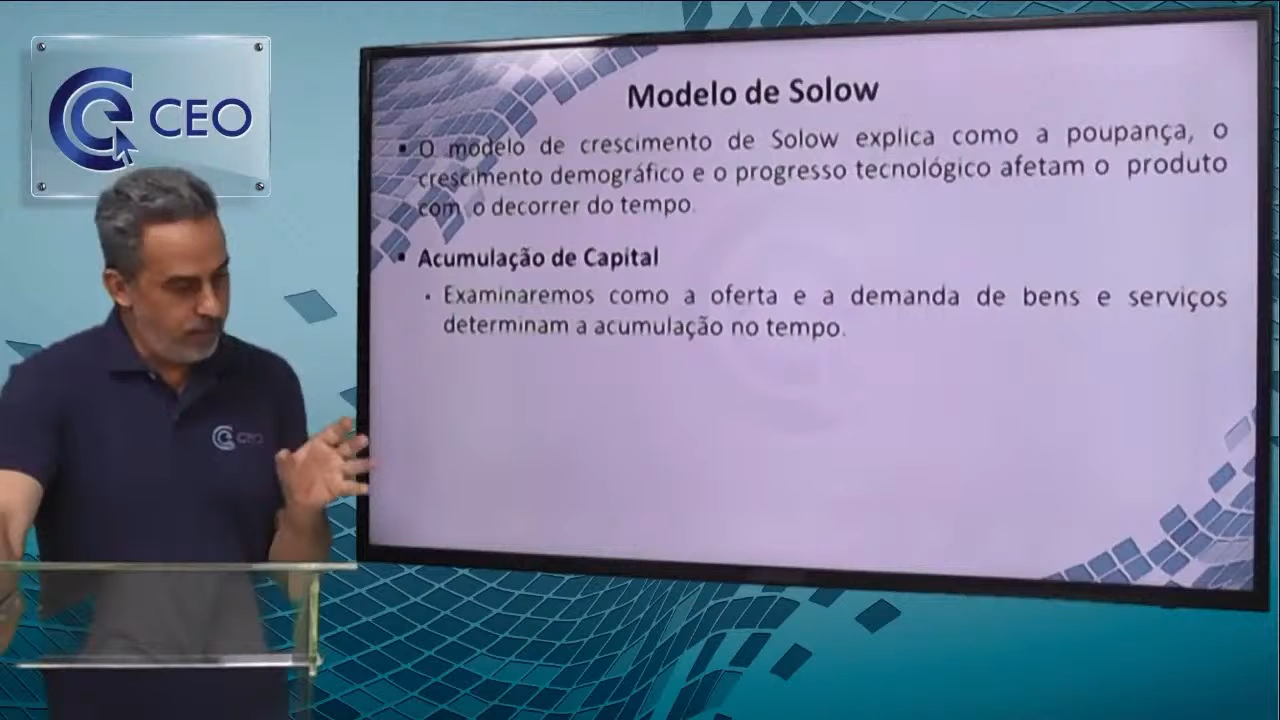 CEO
Modelo de Solow
▪ O modelo de crescimento de Solow explica como a poupança, o
crescimento demográfico e o progresso tecnológico afetam o produto
com o decorrer do tempo.
▪ Acumulação de Capital
▪ Examinaremos como a oferta e a demanda de bens e serviços
determinam a acumulação no tempo.
CEO